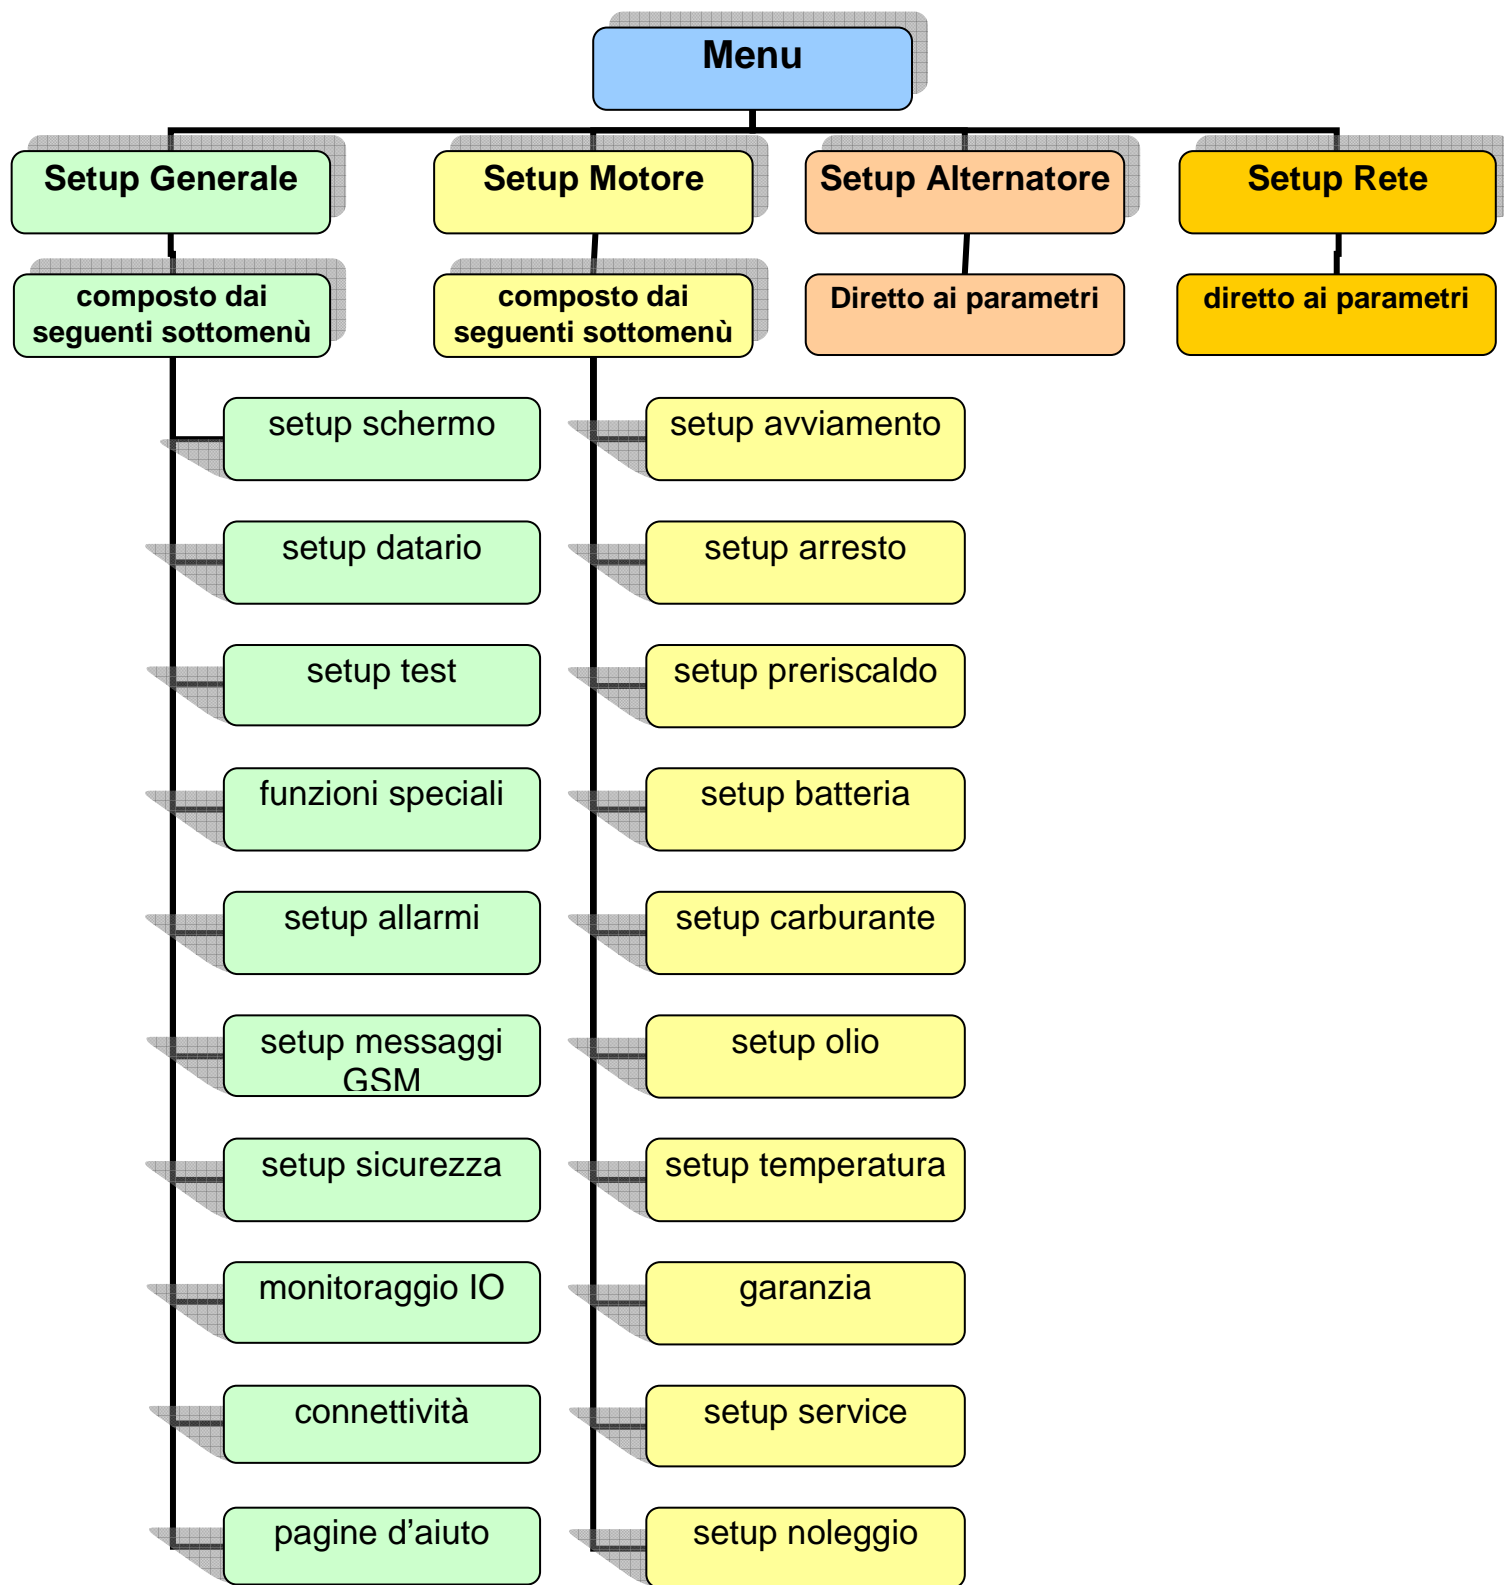 Menu
Setup Generale
Setup Motore
Setup Alternatore
Setup Rete
composto dai
seguenti sottomenù
composto dai
seguenti sottomenù
Diretto ai parametri
diretto ai parametri
setup schermo
setup datario
setup test
funzioni speciali
setup allarmi
setup messaggi
GSM
setup sicurezza
monitoraggio IO
connettività
pagine d’aiuto
setup avviamento
setup arresto
setup preriscaldo
setup batteria
setup carburante
setup olio
setup temperatura
garanzia
setup service
setup noleggio